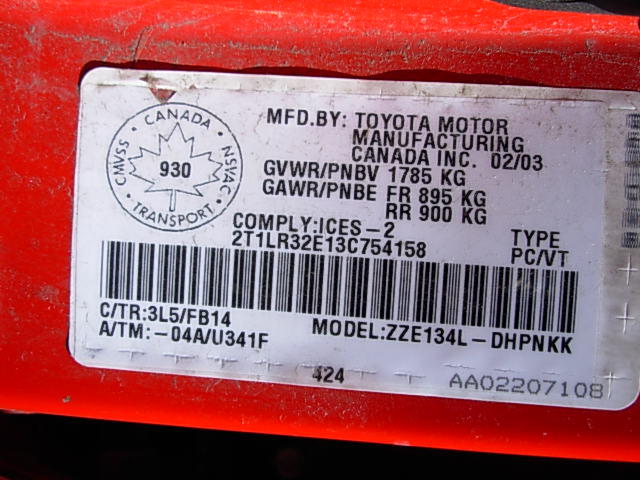 CANADA
CMVSS
930
NSVAC
TRANSPORT
MFD.BY: TOYOTA MOTOR
MANUFACTURING
CANADA INC. 02/03
GVWR/PNBV 1785 KG
GAWR/PNBE FR 895 KG
RR 900 KG
COMPLY:ICES-2
2T1LR32E13C754158
TYPE
PC/VT
C/TR:3L5/FB14
A/TM:-04A/U341F
MODEL:ZZE134L-DHPNKK
424
AA02207108